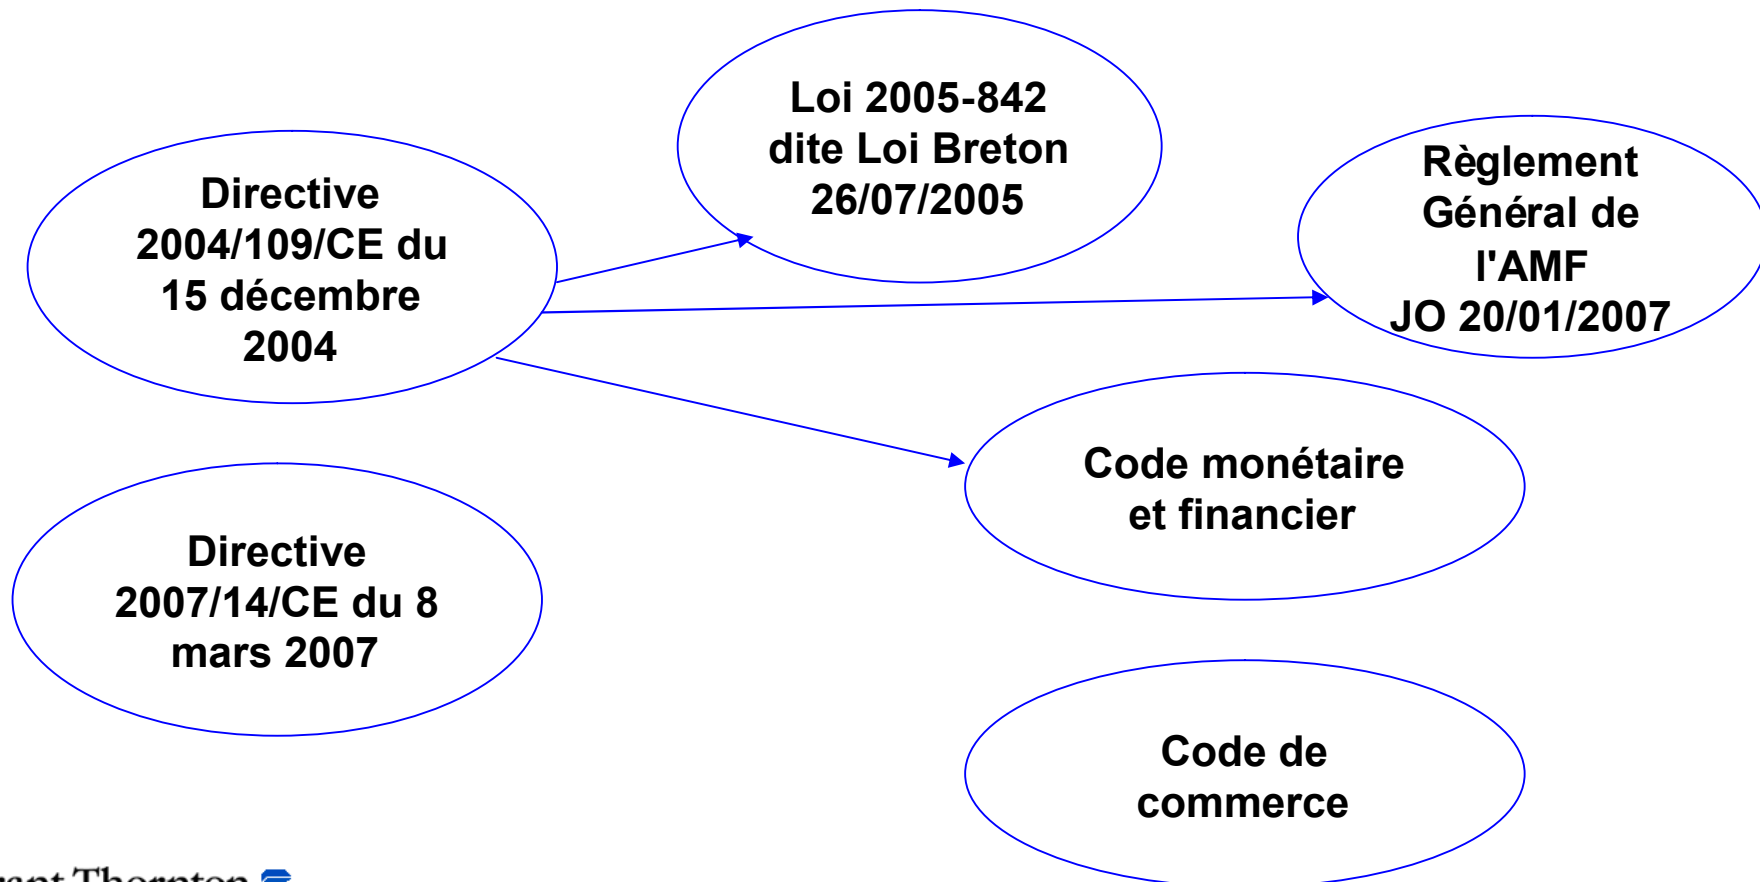 Loi 2005-842
dite Loi Breton
26/07/2005
Directive
2004/109/CE du
15 décembre
2004
Règlement
Général de
l'AMF
JO 20/01/2007
Code monétaire
et financier
Directive
2007/14/CE du 8
mars 2007
Code de
commerce
Thornton